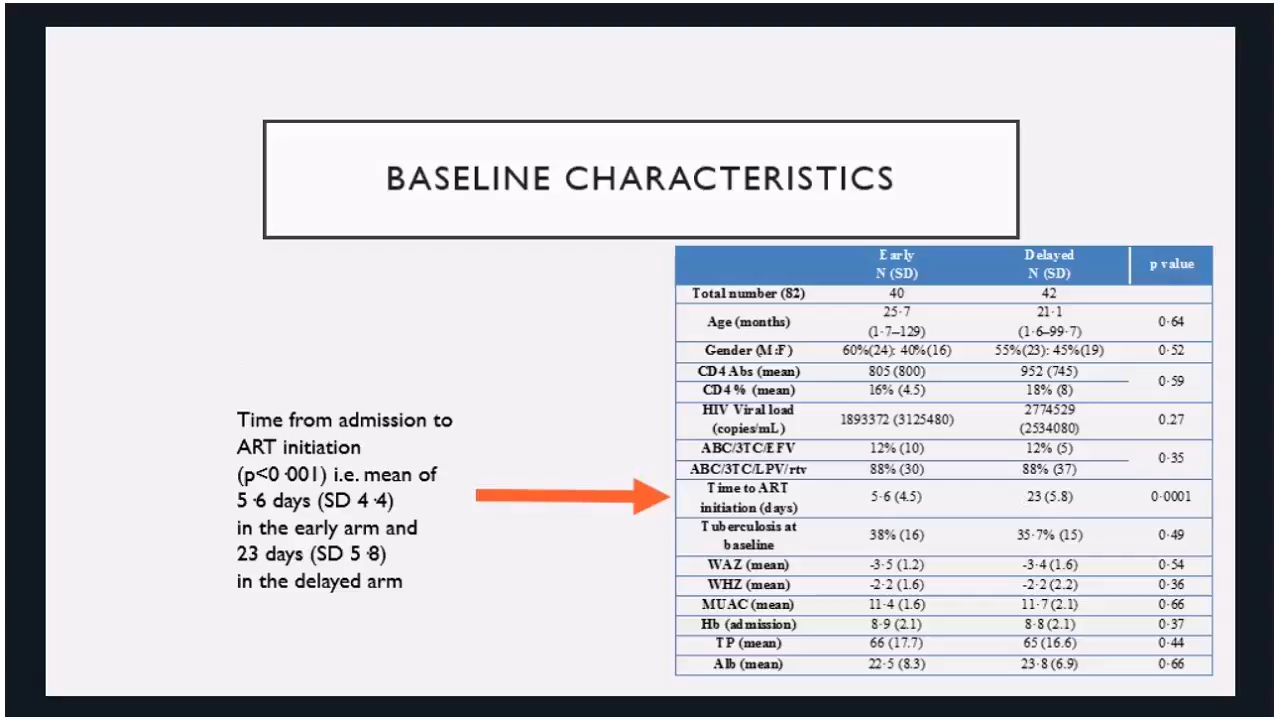 BASELINE CHARACTERISTICS
Time from admission to
ART initiation
(p<0·001) i.e. mean of
5·6 days (SD 4·4)
in the early arm and
23 days (SD 5·8)
in the delayed arm
Early N (SD) Delayed N (SD) p value
Total number (82) 40 42
Age (months) 25·7 (1·7–129) 21·1 (1·6–99·7) 0·64
Gender (M:F) 60%(24): 40%(16) 55%(23): 45%(19) 0·52
CD4 Abs (mean) 805 (800) 952 (745) 0·59
CD4 % (mean) 16% (4.5) 18% (8)
HIV Viral load (copies/mL) 1893372 (3125480) 2774529 (2534080) 0.27
ABC/3TC/EFV 12% (10) 12% (5) 0·35
ABC/3TC/LPV/rtv 88% (30) 88% (37)
Time to ART initiation (days) 5·6 (4.5) 23 (5.8) 0·0001
Tuberculosis at baseline 38% (16) 35·7% (15) 0·49
WAZ (mean) -3·5 (1.2) -3·4 (1.6) 0·54
WHZ (mean) -2·2 (1.6) -2·2 (2.2) 0·36
MUAC (mean) 11·4 (1.6) 11·7 (2.1) 0·66
Hb (admission) 8·9 (2.1) 8·8 (2.1) 0·37
TP (mean) 66 (17.7) 65 (16.6) 0·44
Alb (mean) 22·5 (8.3) 23·8 (6.9) 0·66